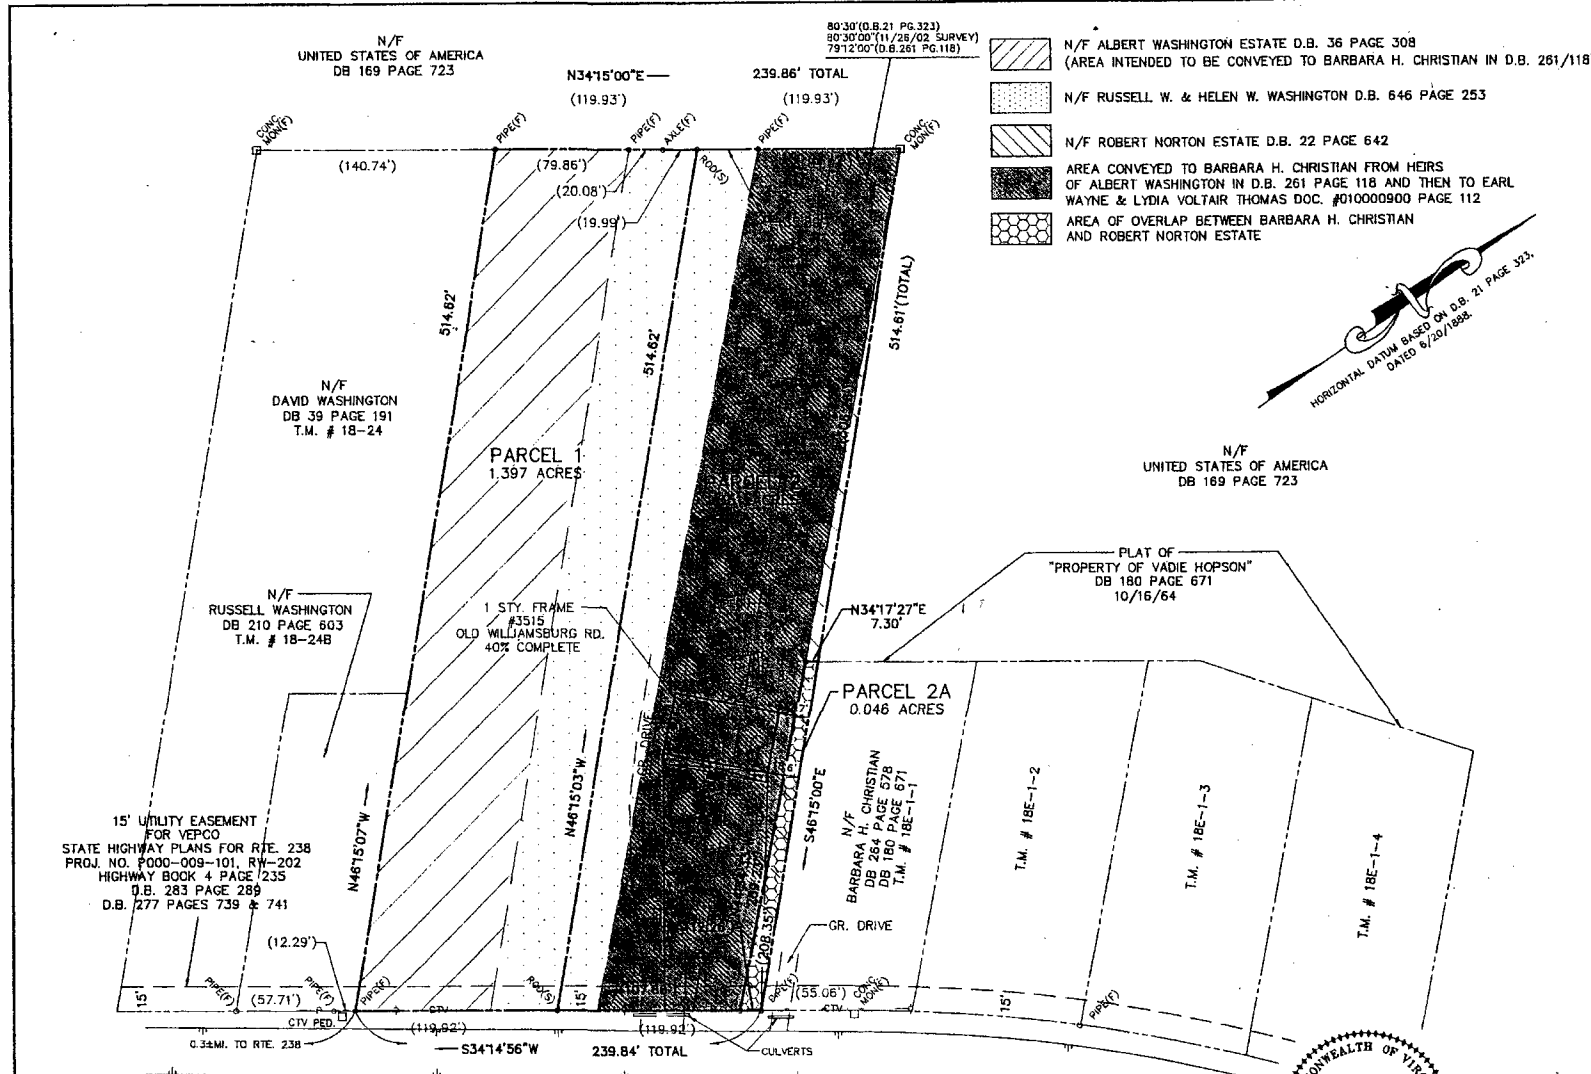 N/F
UNITED STATES OF AMERICA
DB 169 PAGE 723
N34°15'00"E
(119.93')
239.86' TOTAL
(119.93')
80°30'(D.B.21 PG.323)
80°30'00"(11/26/02 SURVEY)
79°12'00"(D.B.261 PG.118)
N/F ALBERT WASHINGTON ESTATE D.B. 36 PAGE 308
(AREA INTENDED TO BE CONVEYED TO BARBARA H. CHRISTIAN IN D.B. 261/118
N/F RUSSELL W. & HELEN W. WASHINGTON D.B. 646 PAGE 253
N/F ROBERT NORTON ESTATE D.B. 22 PAGE 642
AREA CONVEYED TO BARBARA H. CHRISTIAN FROM HEIRS
OF ALBERT WASHINGTON IN D.B. 261 PAGE 118 AND THEN TO EARL
WAYNE & LYDIA VOLTAIR THOMAS DOC. #010000900 PAGE 112
AREA OF OVERLAP BETWEEN BARBARA H. CHRISTIAN
AND ROBERT NORTON ESTATE
CONC.
MON(F)
PIPE(F)
PIPE(F)
AXLE(F)
ROD(S)
PIPE(F)
CONC.
MON(F)
(140.74')
(79.86')
(20.08')
(19.99')
514.62'
514.62'
514.61'(TOTAL)
N
HORIZONTAL DATUM BASED ON D.B. 21 PAGE 323,
DATED 6/20/1888.
N/F
DAVID WASHINGTON
DB 39 PAGE 191
T.M. # 18-24
PARCEL 1
1.397 ACRES
N/F
UNITED STATES OF AMERICA
DB 169 PAGE 723
PLAT OF
"PROPERTY OF VADIE HOPSON"
DB 180 PAGE 671
10/16/64
N/F
RUSSELL WASHINGTON
DB 210 PAGE 603
T.M. # 18-24B
1 STY. FRAME
#3515
OLD WILLIAMSBURG RD.
40% COMPLETE
N34°17'27"E
7.30'
PARCEL 2A
0.046 ACRES
GR. DRIVE
N46°15'07"W
N46°15'03"W
S46°15'00"E
N/F
BARBARA H. CHRISTIAN
DB 264 PAGE 578
DB 180 PAGE 671
T.M. # 18E-1-1
T.M. # 18E-1-2
T.M. # 18E-1-3
T.M. # 18E-1-4
15' UTILITY EASEMENT
FOR VEPCO
STATE HIGHWAY PLANS FOR RTE. 238
PROJ. NO. P000-009-101, RW-202
HIGHWAY BOOK 4 PAGE 235
D.B. 283 PAGE 289
D.B. 277 PAGES 739 & 741
(12.29')
(208.35')
GR. DRIVE
15'
PIPE(F)
(57.71')
PIPE(F)
PIPE(F)
ROD(S)
15'
PIPE(F)
(55.06')
CONC.
MON(F)
15'
PIPE(F)
CTV PED.
CTV
(119.92')
(119.92')
CTV
0.3±MI. TO RTE. 238
S34°14'56"W
239.84' TOTAL
CULVERTS